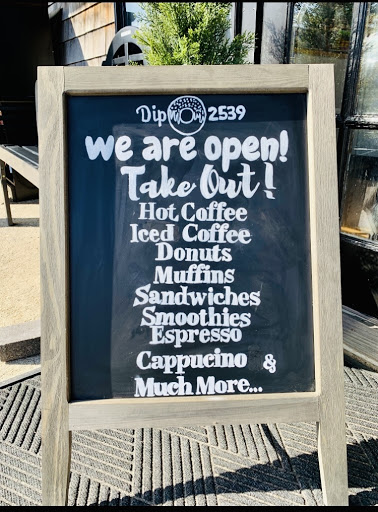 Dip 2539
we are open!
Take Out!
Hot Coffee
Iced Coffee
Donuts
Muffins
Sandwiches
Smoothies
Espresso
Cappucino &
Much More...